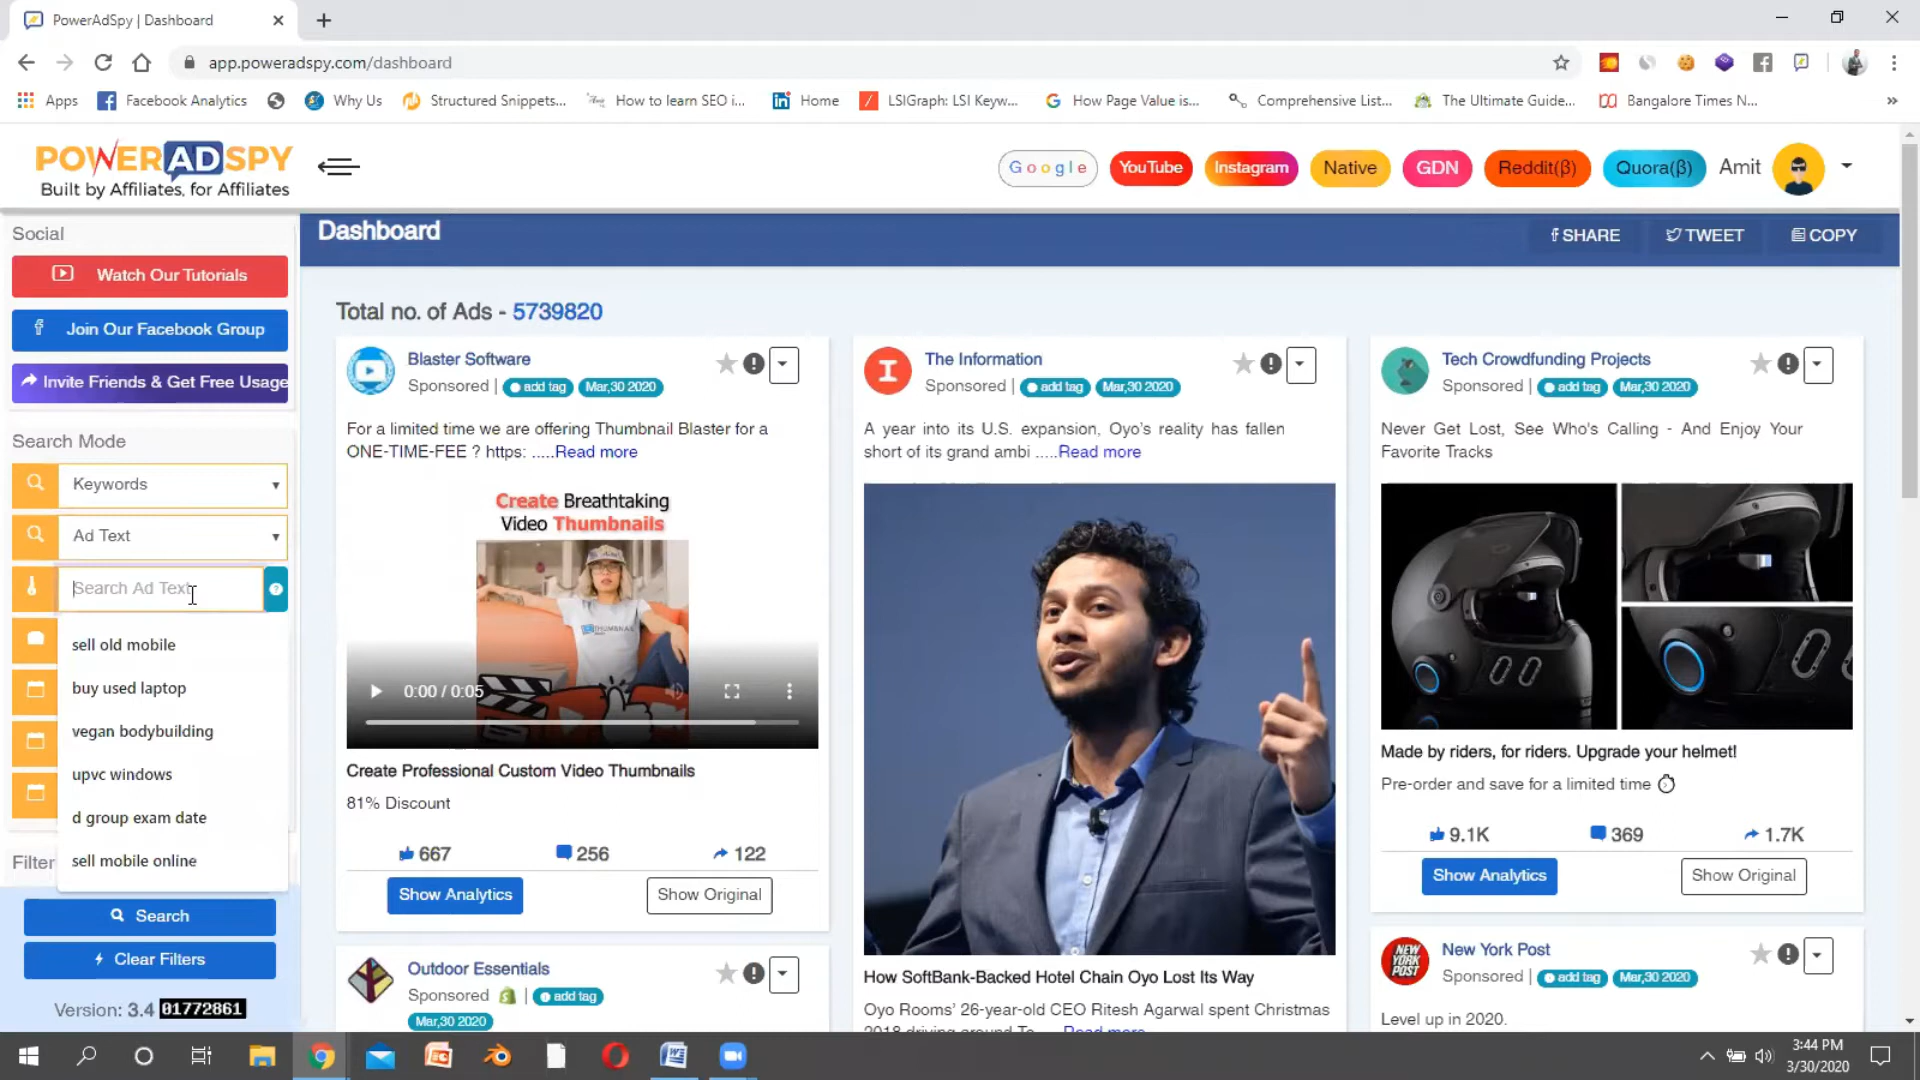 PowerAdSpy | Dashboard
app.poweradspy.com/dashboard
Apps
Facebook Analytics
Why Us
Structured Snippets...
How to learn SEO i...
Home
LSIGraph: LSI Keyw...
How Page Value is...
Comprehensive List...
The Ultimate Guide...
Bangalore Times N...
POWERADSPY
Built by Affiliates, for Affiliates
Google
YouTube
Instagram
Native
GDN
Reddit(β)
Quora(β)
Amit
Social
Watch Our Tutorials
Join Our Facebook Group
Invite Friends & Get Free Usage
Search Mode
Keywords
Ad Text
Search Ad Text
sell old mobile
buy used laptop
vegan bodybuilding
upvc windows
d group exam date
sell mobile online
Filter
Search
Clear Filters
Version: 3.4 01772861
Dashboard
SHARE
TWEET
COPY
Total no. of Ads - 5739820
Blaster Software
Sponsored | add tag Mar,30 2020
For a limited time we are offering Thumbnail Blaster for a
ONE-TIME-FEE ? https: .....Read more
Create Breathtaking
Video Thumbnails
0:00 / 0:05
Create Professional Custom Video Thumbnails
81% Discount
667
256
122
Show Analytics
Show Original
Outdoor Essentials
Sponsored | add tag
Mar,30 2020
The Information
Sponsored | add tag Mar,30 2020
A year into its U.S. expansion, Oyo's reality has fallen
short of its grand ambi .....Read more
How SoftBank-Backed Hotel Chain Oyo Lost Its Way
Oyo Rooms' 26-year-old CEO Ritesh Agarwal spent Christmas
2018 driving around To..... Read more
Tech Crowdfunding Projects
Sponsored | add tag Mar,30 2020
Never Get Lost, See Who's Calling - And Enjoy Your
Favorite Tracks
Made by riders, for riders. Upgrade your helmet!
Pre-order and save for a limited time
9.1K
369
1.7K
Show Analytics
Show Original
NEW
YORK
POST
New York Post
Sponsored | add tag Mar,30 2020
Level up in 2020.
3:44 PM
3/30/2020